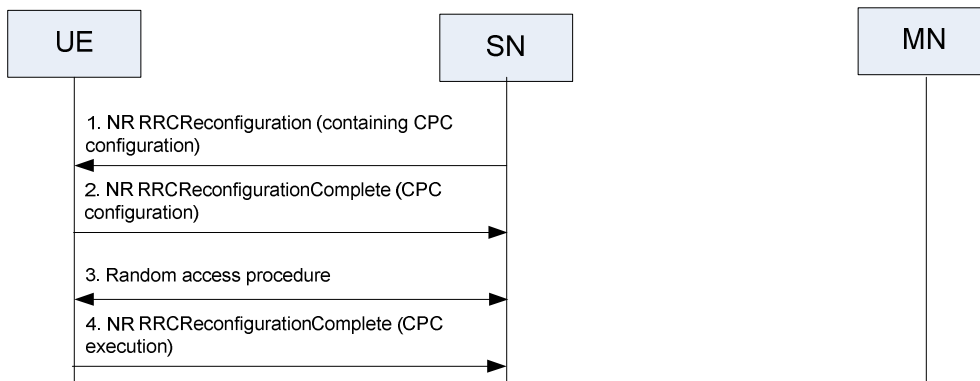 UE
SN
MN
1. NR RRCReconfiguration (containing CPC
configuration)
2. NR RRCReconfigurationComplete (CPC
configuration)
3. Random access procedure
4. NR RRCReconfigurationComplete (CPC
execution)